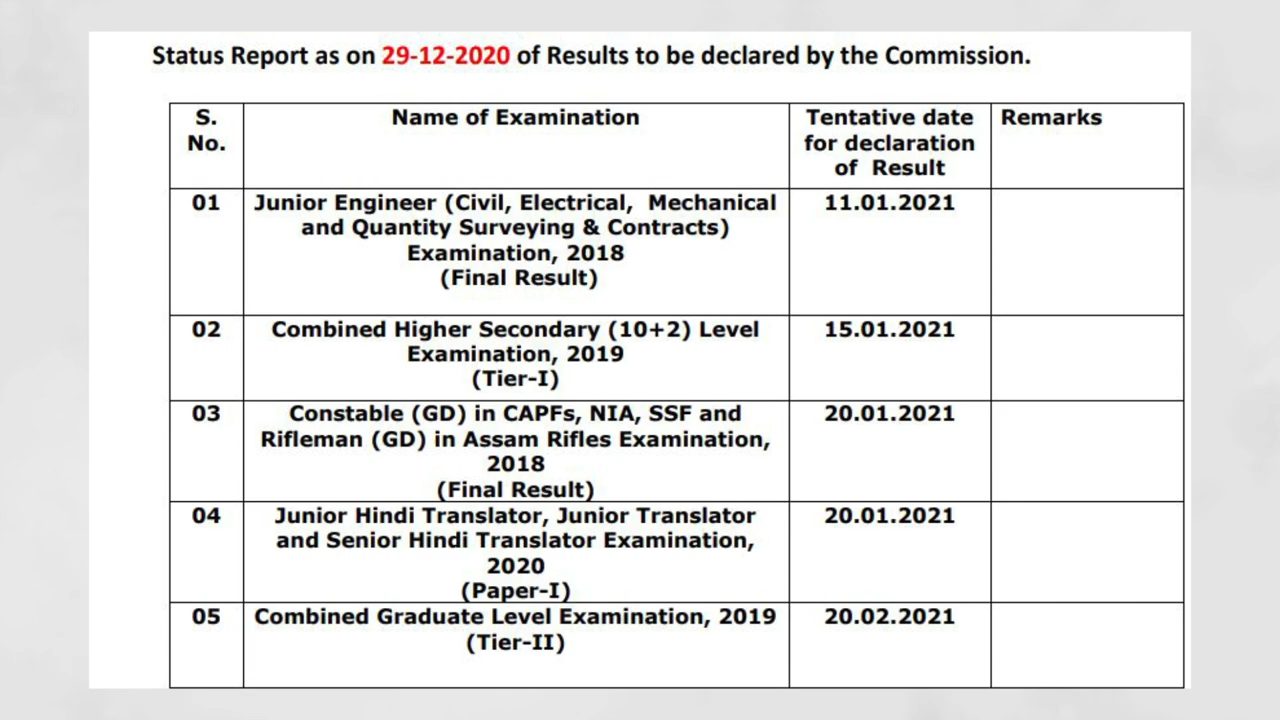 Status Report as on 29-12-2020 of Results to be declared by the Commission.
S. No. Name of Examination Tentative date for declaration of Result Remarks
01 Junior Engineer (Civil, Electrical, Mechanical 11.01.2021
and Quantity Surveying & Contracts)
Examination, 2018
(Final Result)
02 Combined Higher Secondary (10+2) Level 15.01.2021
Examination, 2019
(Tier-I)
03 Constable (GD) in CAPFs, NIA, SSF and 20.01.2021
Rifleman (GD) in Assam Rifles Examination,
2018
(Final Result)
04 Junior Hindi Translator, Junior Translator 20.01.2021
and Senior Hindi Translator Examination,
2020
(Paper-I)
05 Combined Graduate Level Examination, 2019 20.02.2021
(Tier-II)